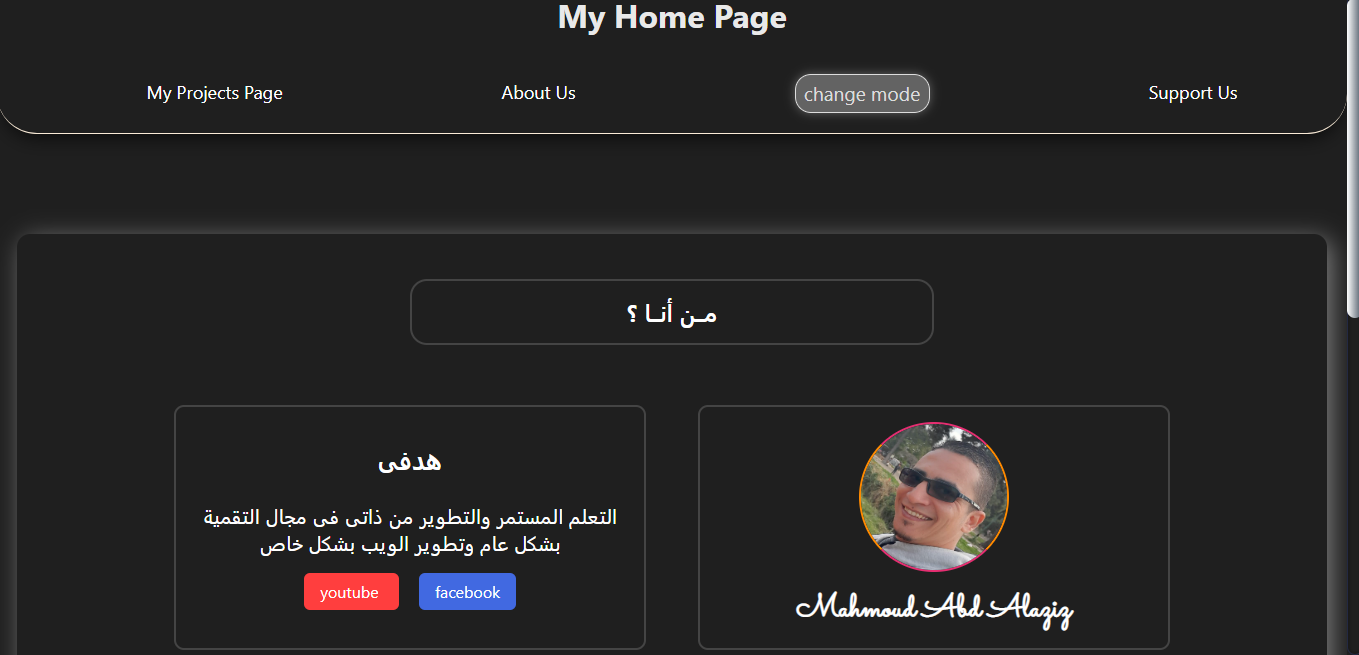 My Home Page
My Projects Page
About Us
change mode
Support Us
مـن أنـا ؟
هدفى
التعلم المستمر والتطوير من ذاتى فى مجال التقمية
بشكل عام وتطوير الويب بشكل خاص
youtube
facebook
Mahmoud Abd Alaziz